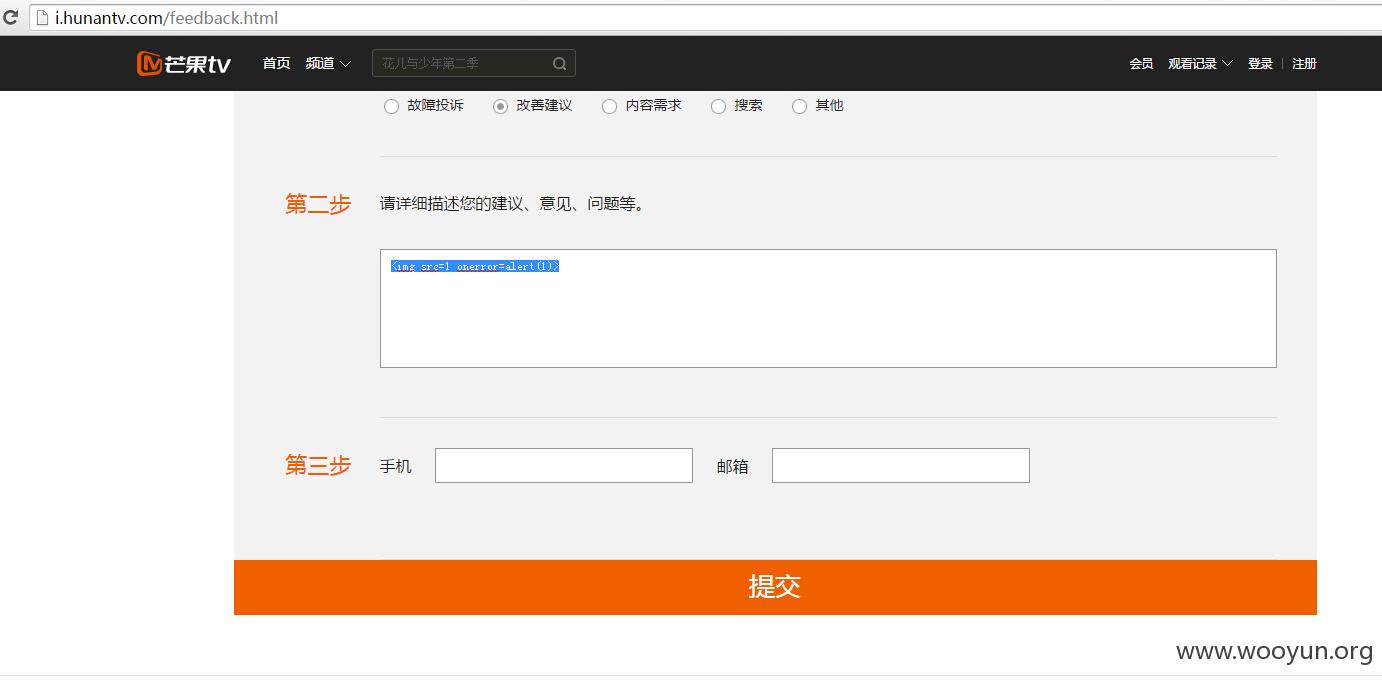 i.hunantv.com/feedback.html
芒果tv 首页 频道 花儿与少年第二季 会员 观看记录 登录 | 注册
故障投诉 改善建议 内容需求 搜索 其他
第二步 请详细描述您的建议、意见、问题等。
<img src=1 onerror=alert(1)>
第三步 手机 邮箱
提交
www.wooyun.org